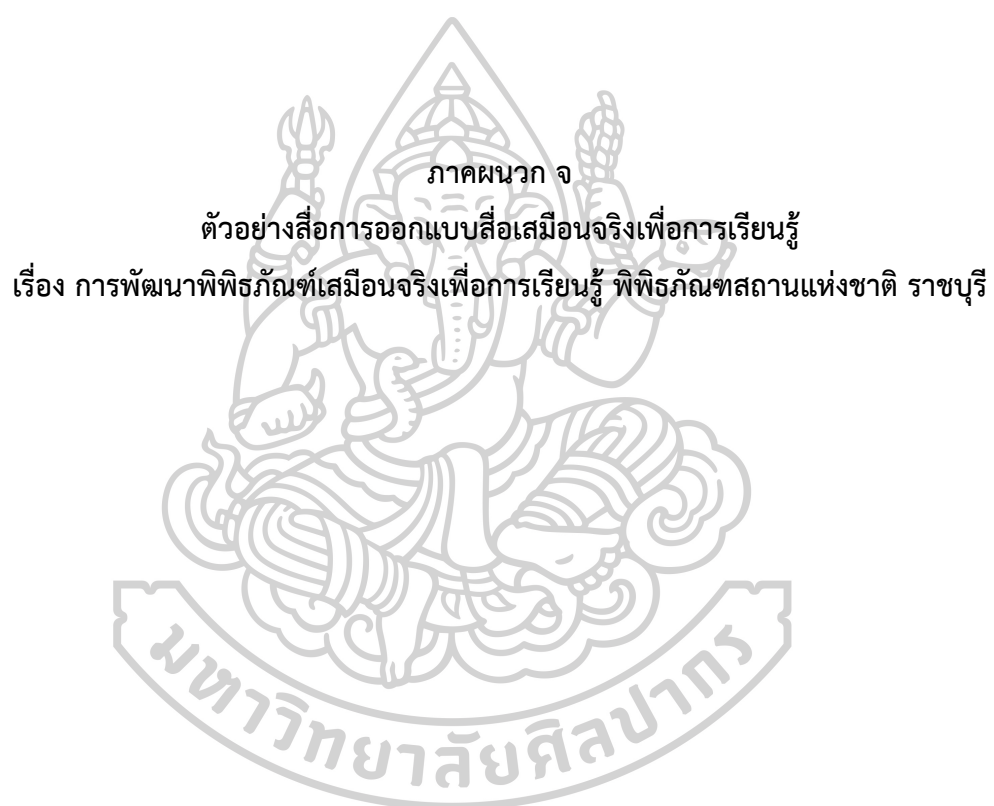 ภาคผนวก จ
ตัวอย่างสื่อการออกแบบสื่อเสมือนจริงเพื่อการเรียนรู้
เรื่อง การพัฒนาพิพิธภัณฑ์เสมือนจริงเพื่อการเรียนรู้ พิพิธภัณฑสถานแห่งชาติ ราชบุรี
มหาวิทยาลัยศิลปากร